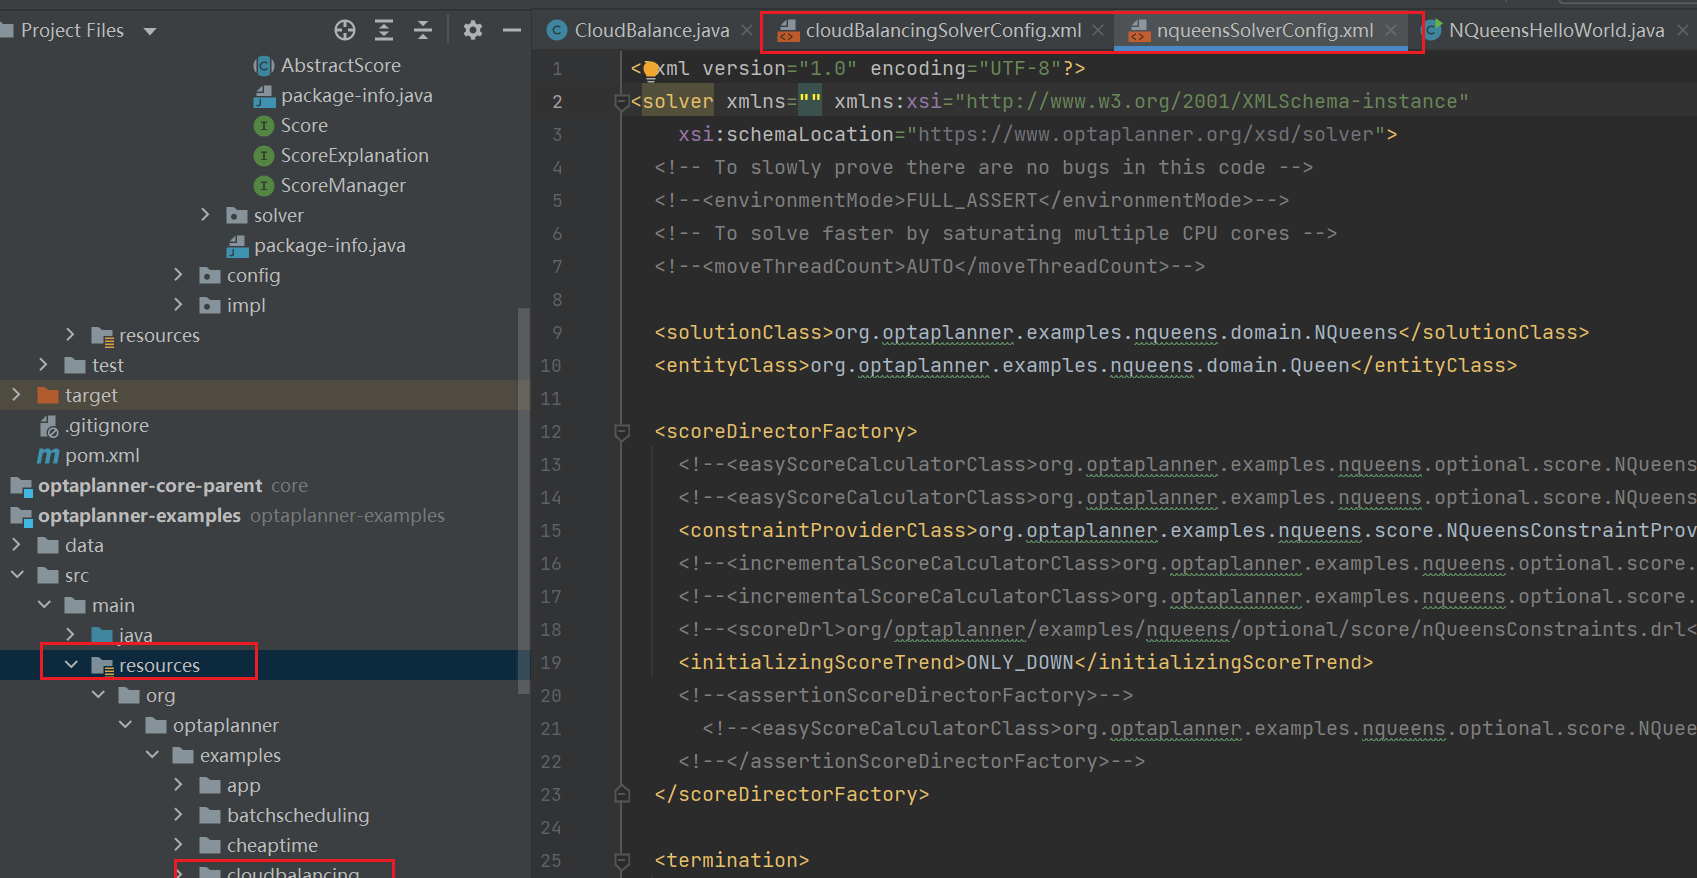 Project Files
AbstractScore
package-info.java
Score
ScoreExplanation
ScoreManager
solver
package-info.java
config
impl
resources
test
target
.gitignore
pom.xml
optaplanner-core-parent core
optaplanner-examples optaplanner-examples
data
src
main
java
resources
org
optaplanner
examples
app
batchscheduling
cheaptime
cloudbalancing
CloudBalance.java
cloudBalancingSolverConfig.xml
nqueensSolverConfig.xml
NQueensHelloWorld.java
1 <?xml version="1.0" encoding="UTF-8"?>
2 <solver xmlns="" xmlns:xsi="http://www.w3.org/2001/XMLSchema-instance"
3 xsi:schemaLocation="https://www.optaplanner.org/xsd/solver">
4 <!-- To slowly prove there are no bugs in this code -->
5 <!--<environmentMode>FULL_ASSERT</environmentMode>-->
6 <!-- To solve faster by saturating multiple CPU cores -->
7 <!--<moveThreadCount>AUTO</moveThreadCount>-->
8
9 <solutionClass>org.optaplanner.examples.nqueens.domain.NQueens</solutionClass>
10 <entityClass>org.optaplanner.examples.nqueens.domain.Queen</entityClass>
11
12 <scoreDirectorFactory>
13 <!--<easyScoreCalculatorClass>org.optaplanner.examples.nqueens.optional.score.NQueens
14 <!--<easyScoreCalculatorClass>org.optaplanner.examples.nqueens.optional.score.NQueens
15 <constraintProviderClass>org.optaplanner.examples.nqueens.score.NQueensConstraintProv
16 <!--<incrementalScoreCalculatorClass>org.optaplanner.examples.nqueens.optional.score.
17 <!--<incrementalScoreCalculatorClass>org.optaplanner.examples.nqueens.optional.score.
18 <!--<scoreDrl>org/optaplanner/examples/nqueens/optional/score/nQueensConstraints.drl<
19 <initializingScoreTrend>ONLY_DOWN</initializingScoreTrend>
20 <!--<assertionScoreDirectorFactory>-->
21 <!--<easyScoreCalculatorClass>org.optaplanner.examples.nqueens.optional.score.NQuee
22 <!--</assertionScoreDirectorFactory>-->
23 </scoreDirectorFactory>
24
25 <termination>